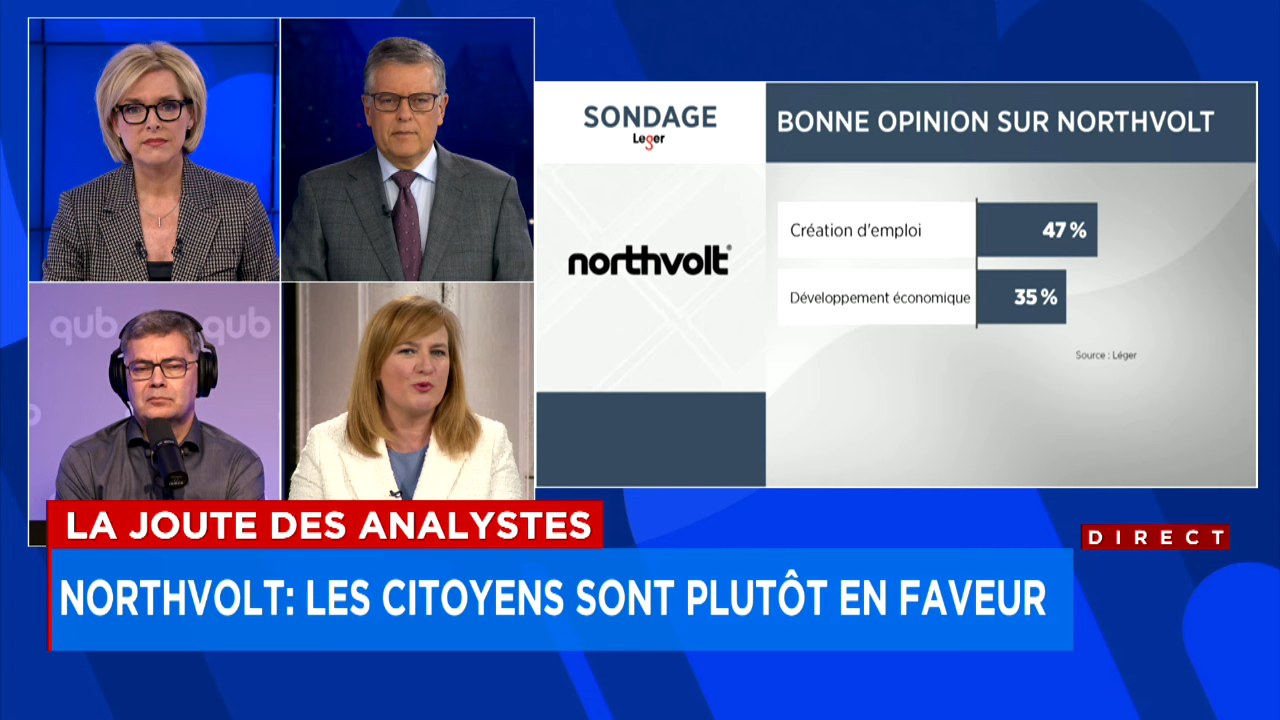 SONDAGE
Leger
BONNE OPINION SUR NORTHVOLT
northvolt
Création d'emploi
47 %
Développement économique
35 %
Source : Léger
qub
qub
LA JOUTE DES ANALYSTES
DIRECT
NORTHVOLT: LES CITOYENS SONT PLUTÔT EN FAVEUR